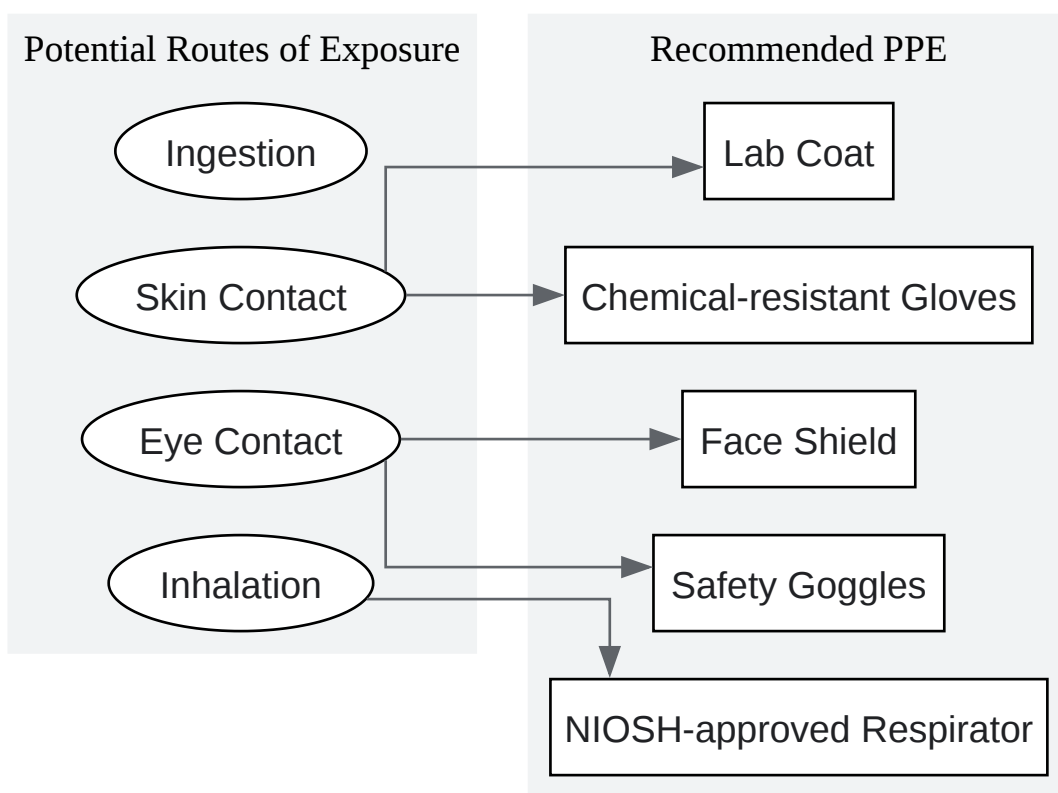 Potential Routes of Exposure
Ingestion
Skin Contact
Eye Contact
Inhalation
Recommended PPE
Lab Coat
Chemical-resistant Gloves
Face Shield
Safety Goggles
NIOSH-approved Respirator